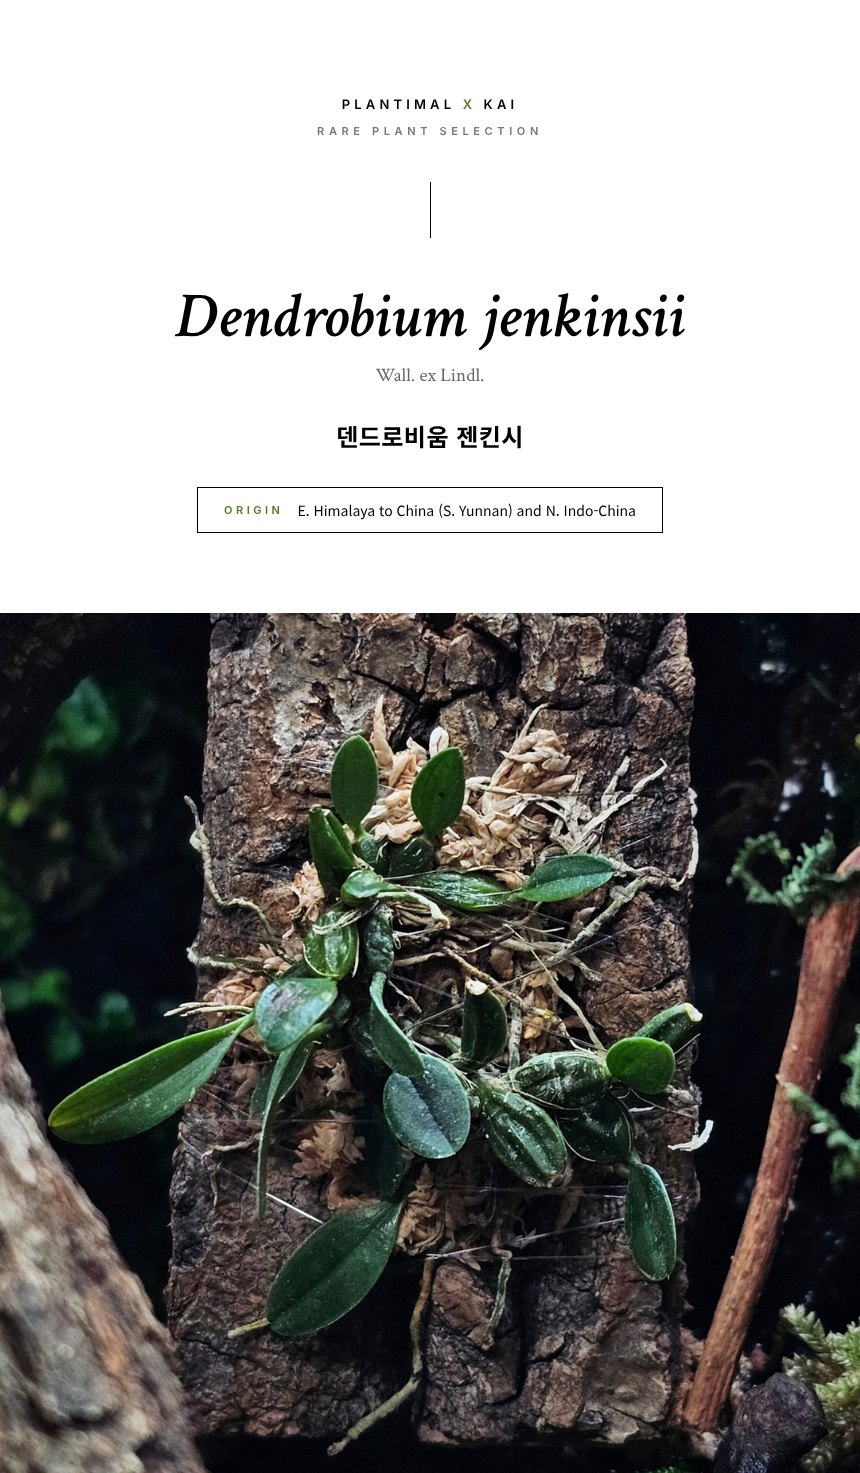 PLANTIMAL X KAI
RARE PLANT SELECTION
Dendrobium jenkinsii
Wall. ex Lindl.
덴드로비움 젠킨시
ORIGIN E. Himalaya to China (S. Yunnan) and N. Indo-China